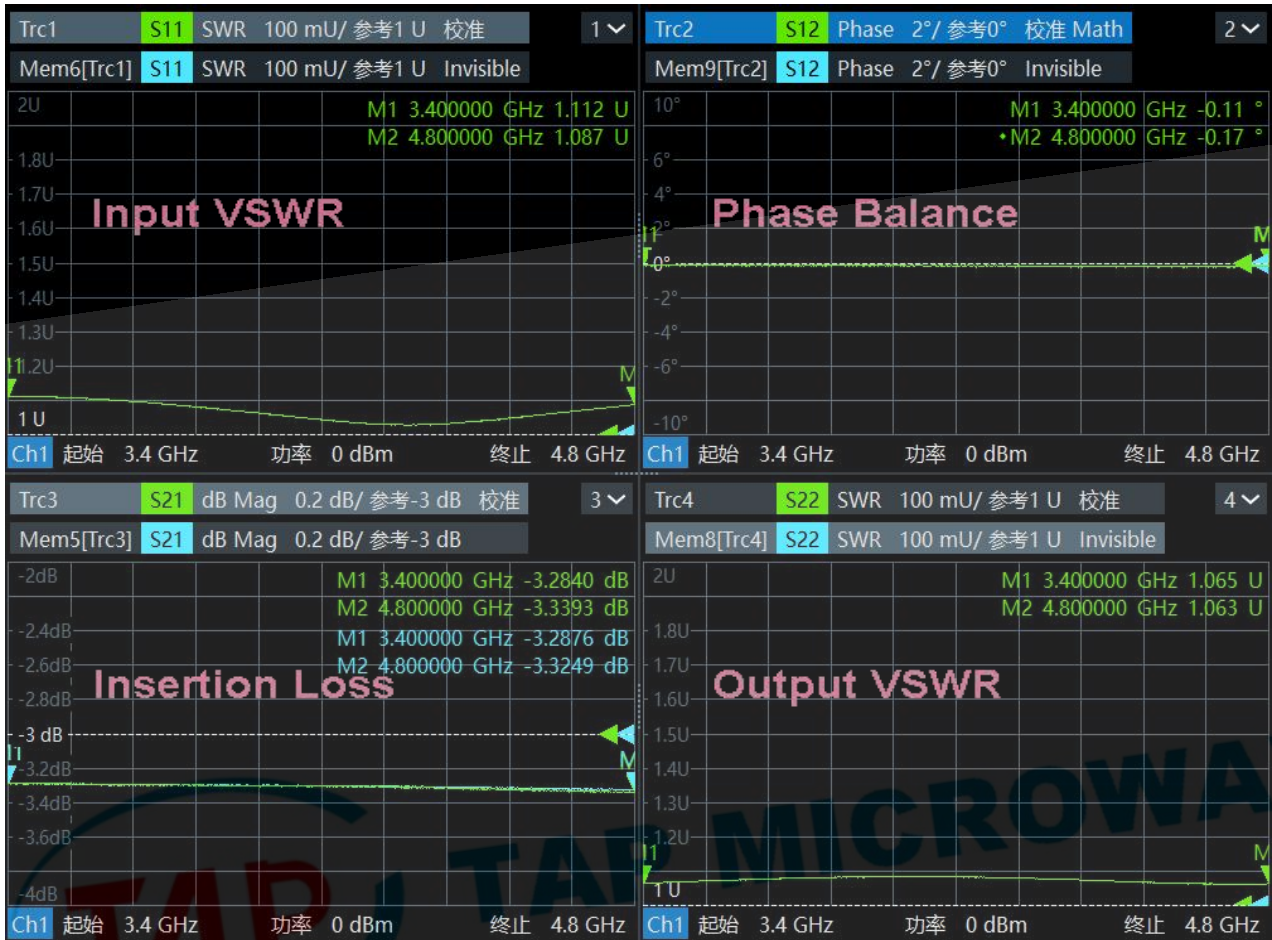 Trc1 S11 SWR 100 mU/ 参考1 U 校准 1
Mem6[Trc1] S11 SWR 100 mU/ 参考1 U Invisible
2U
M1 3.400000 GHz 1.112 U
M2 4.800000 GHz 1.087 U
1.8U
1.7U
Input VSWR
1.6U
1.5U
1.4U
1.3U
1.2U
M
1 U
Ch1 起始 3.4 GHz 功率 0 dBm 终止 4.8 GHz
Trc2 S12 Phase 2°/ 参考0° 校准 Math 2
Mem9[Trc2] S12 Phase 2°/ 参考0° Invisible
10°
M1 3.400000 GHz -0.11 °
•M2 4.800000 GHz -0.17 °
6°
4°
Phase Balance
2°
M
0°
-2°
-4°
-6°
-10°
Ch1 起始 3.4 GHz 功率 0 dBm 终止 4.8 GHz
Trc3 S21 dB Mag 0.2 dB/ 参考-3 dB 校准 3
Mem5[Trc3] S21 dB Mag 0.2 dB/ 参考-3 dB
-2dB
M1 3.400000 GHz -3.2840 dB
M2 4.800000 GHz -3.3393 dB
-2.4dB
M1 3.400000 GHz -3.2876 dB
M2 4.800000 GHz -3.3249 dB
-2.6dB
Insertion Loss
-2.8dB
-3 dB
M
-3.2dB
-3.4dB
-3.6dB
-4dB
Ch1 起始 3.4 GHz 功率 0 dBm 终止 4.8 GHz
Trc4 S22 SWR 100 mU/ 参考1 U 校准 4
Mem8[Trc4] S22 SWR 100 mU/ 参考1 U Invisible
2U
M1 3.400000 GHz 1.065 U
M2 4.800000 GHz 1.063 U
1.8U
1.7U
Output VSWR
1.6U
1.5U
1.4U
1.3U
1.2U
M
1 U
Ch1 起始 3.4 GHz 功率 0 dBm 终止 4.8 GHz
TAP MICROWA